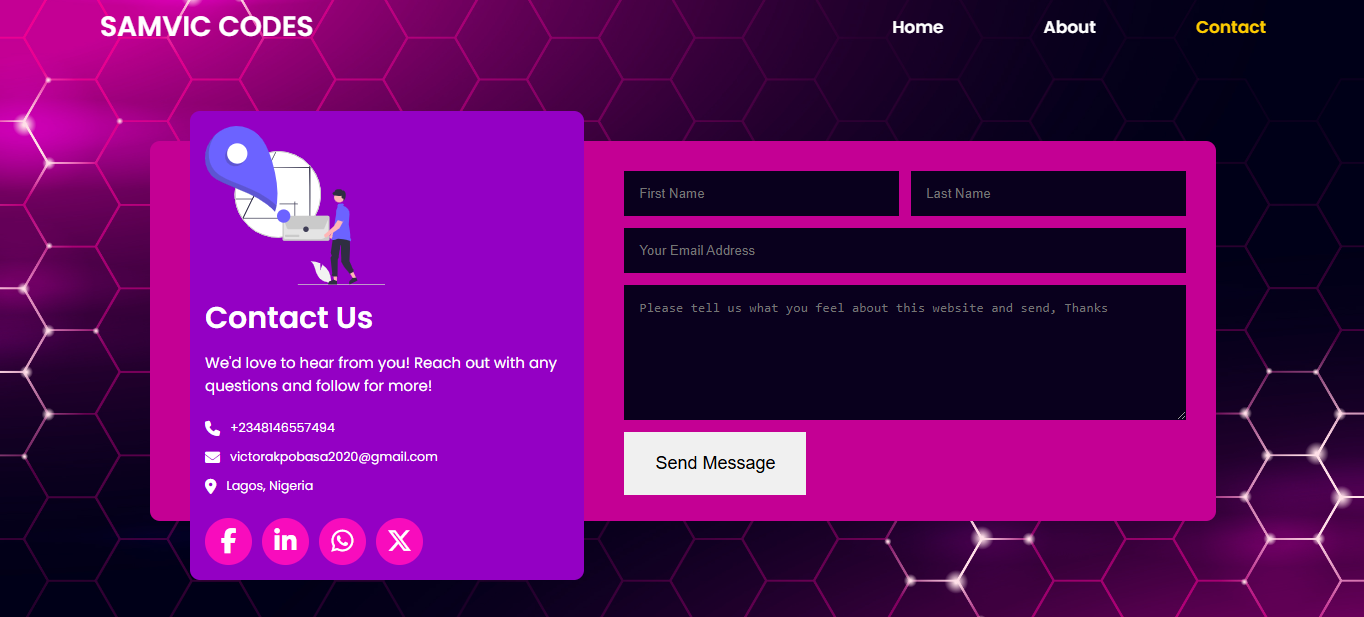 SAMVIC CODES
Home
About
Contact
Contact Us
We'd love to hear from you! Reach out with any
questions and follow for more!
+2348146557494
victorakpobasa2020@gmail.com
Lagos, Nigeria
First Name
Last Name
Your Email Address
Please tell us what you feel about this website and send, Thanks
Send Message